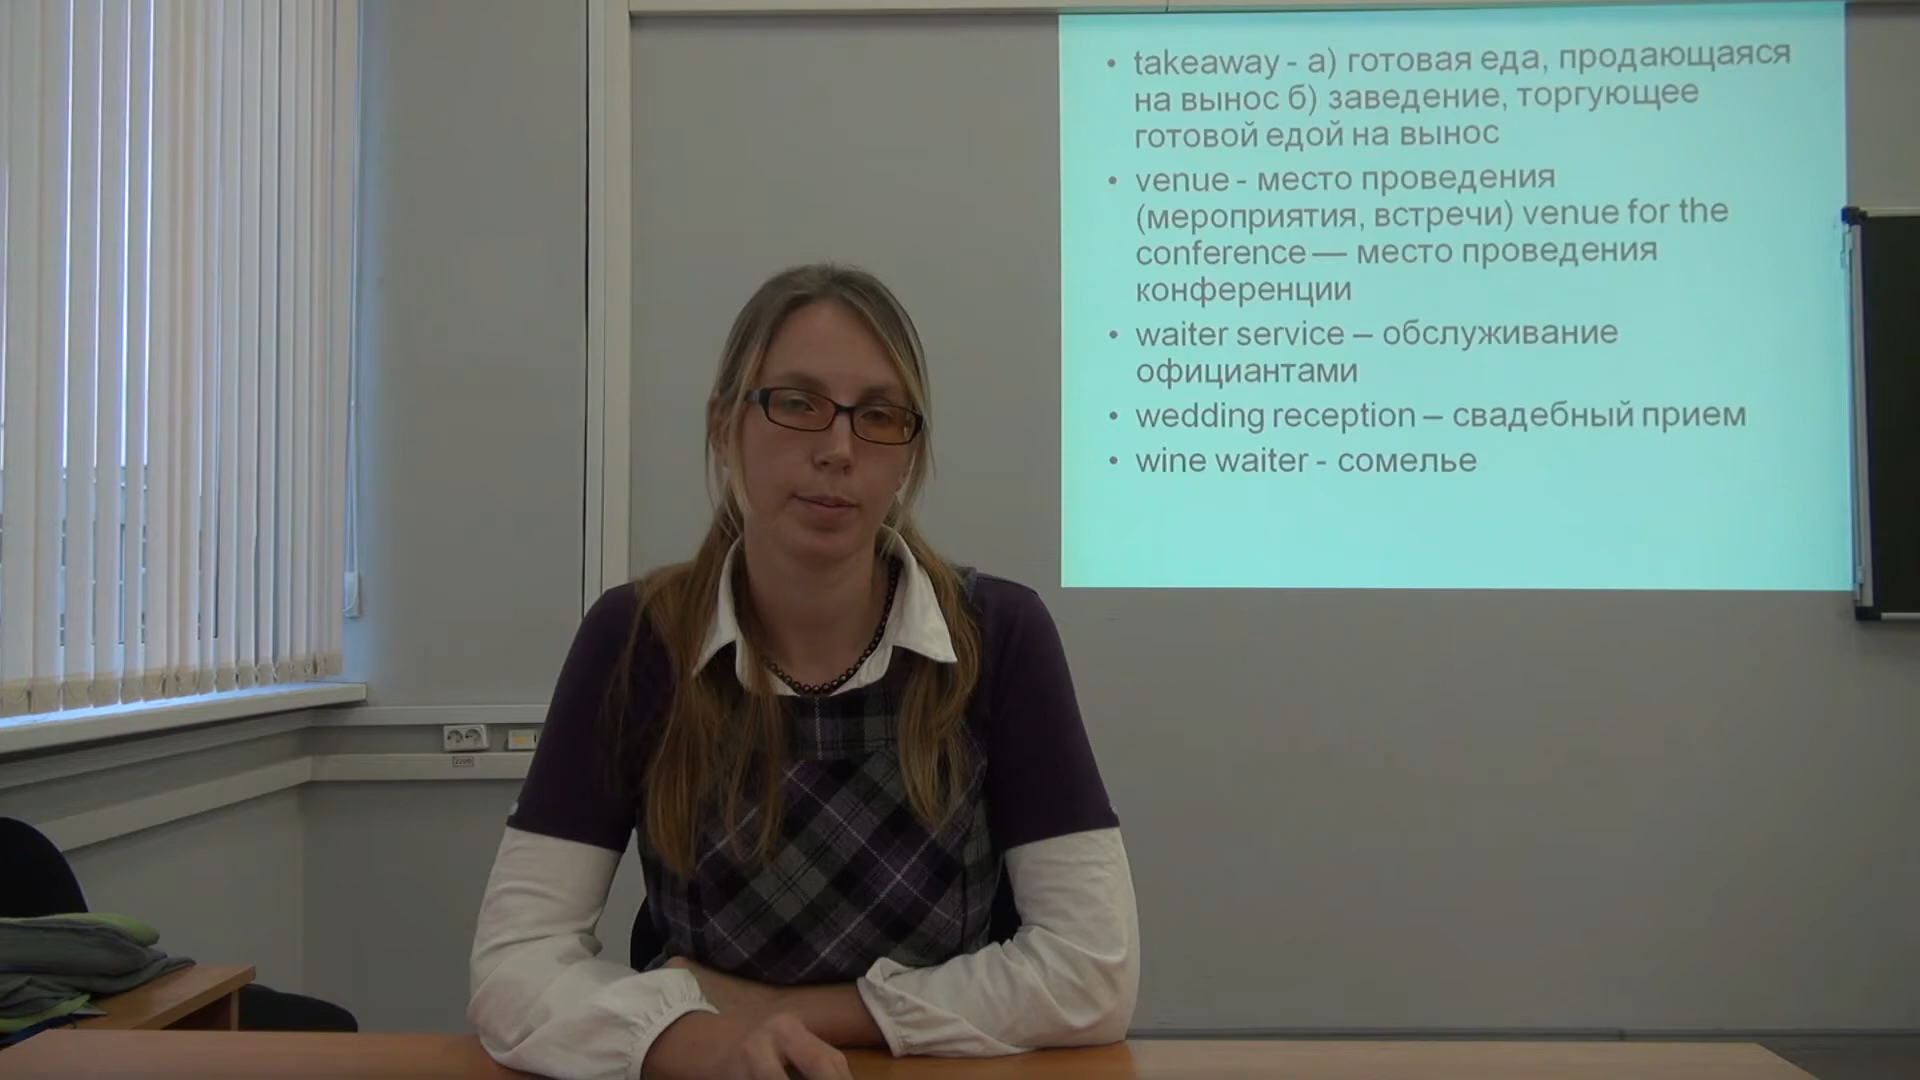 • takeaway - а) готовая еда, продающаяся
на вынос б) заведение, торгующее
готовой едой на вынос
• venue - место проведения
(мероприятия, встречи) venue for the
conference — место проведения
конференции
• waiter service – обслуживание
официантами
• wedding reception – свадебный прием
• wine waiter - сомелье